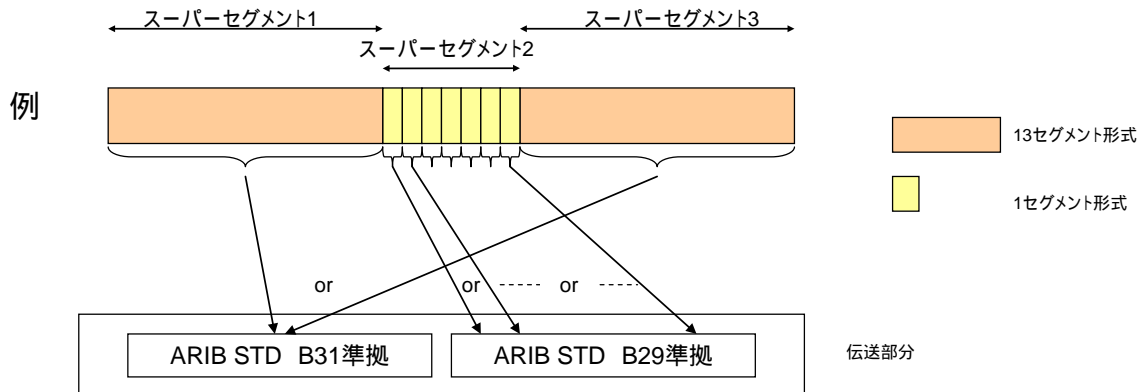 スーパーセグメント1
スーパーセグメント3
スーパーセグメント2
例
13セグメント形式
1セグメント形式
or
or
or
ARIB STD B31準拠
ARIB STD B29準拠
伝送部分